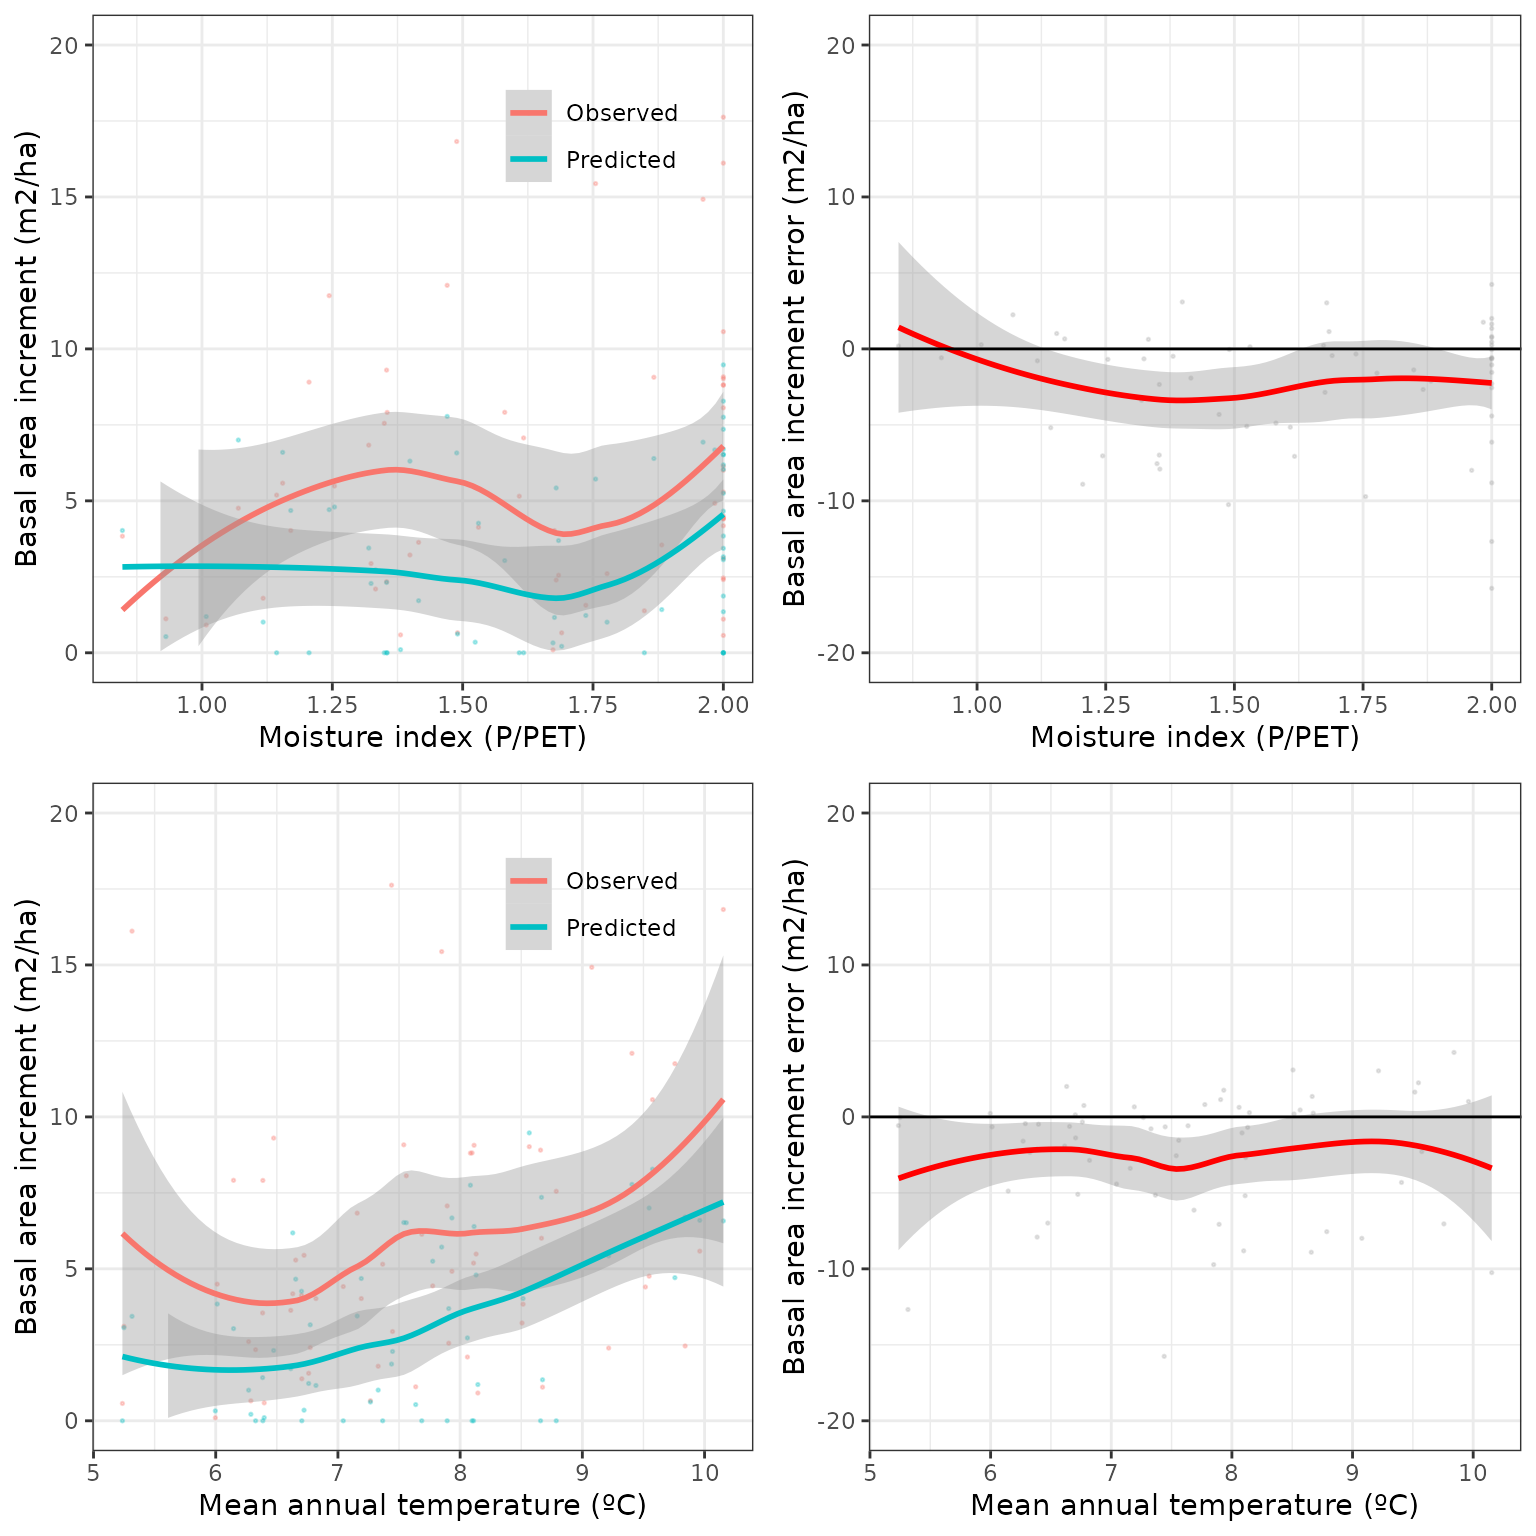 Basal area increment (m2/ha)
20
15
10
5
0
Observed
Predicted
1.00 1.25 1.50 1.75 2.00
Moisture index (P/PET)
Basal area increment error (m2/ha)
20
10
0
-10
-20
1.00 1.25 1.50 1.75 2.00
Moisture index (P/PET)
Basal area increment (m2/ha)
20
15
10
5
0
Observed
Predicted
5 6 7 8 9 10
Mean annual temperature (ºC)
Basal area increment error (m2/ha)
20
10
0
-10
-20
5 6 7 8 9 10
Mean annual temperature (ºC)